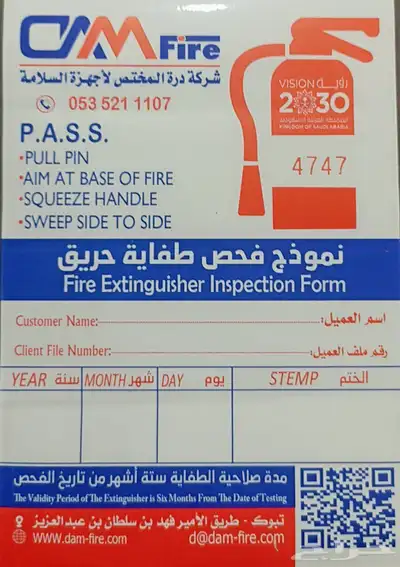 DAM Fire
شركة درة المختص لأجهزة السلامة
053 521 1107
P.A.S.S.
•PULL PIN
•AIM AT BASE OF FIRE
•SQUEEZE HANDLE
•SWEEP SIDE TO SIDE
VISION رؤية
2030
KINGDOM OF SAUDI ARABIA
4747
نموذج فحص طفاية حريق
Fire Extinguisher Inspection Form
Customer Name: اسم العميل:
Client File Number: رقم ملف العميل:
YEAR سنة MONTH شهر DAY يوم STEMP الختم
مدة صلاحية الطفاية ستة أشهر من تاريخ الفحص
The Validity Period of The Extinguisher is Six Months From The Date of Testing
تبوك - طريق الأمير فهد بن سلطان بن عبدالعزيز
www.dam-fire.com d@dam-fire.com